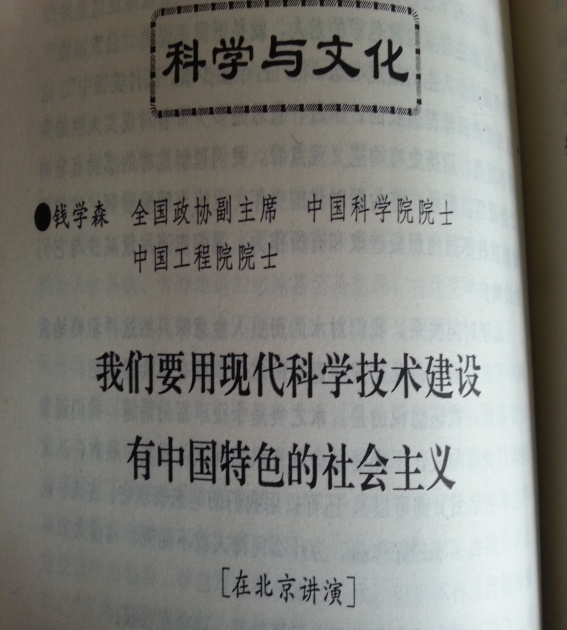 科学与文化
●钱学森 全国政协副主席 中国科学院院士
中国工程院院士
我们要用现代科学技术建设
有中国特色的社会主义
[在北京讲演]